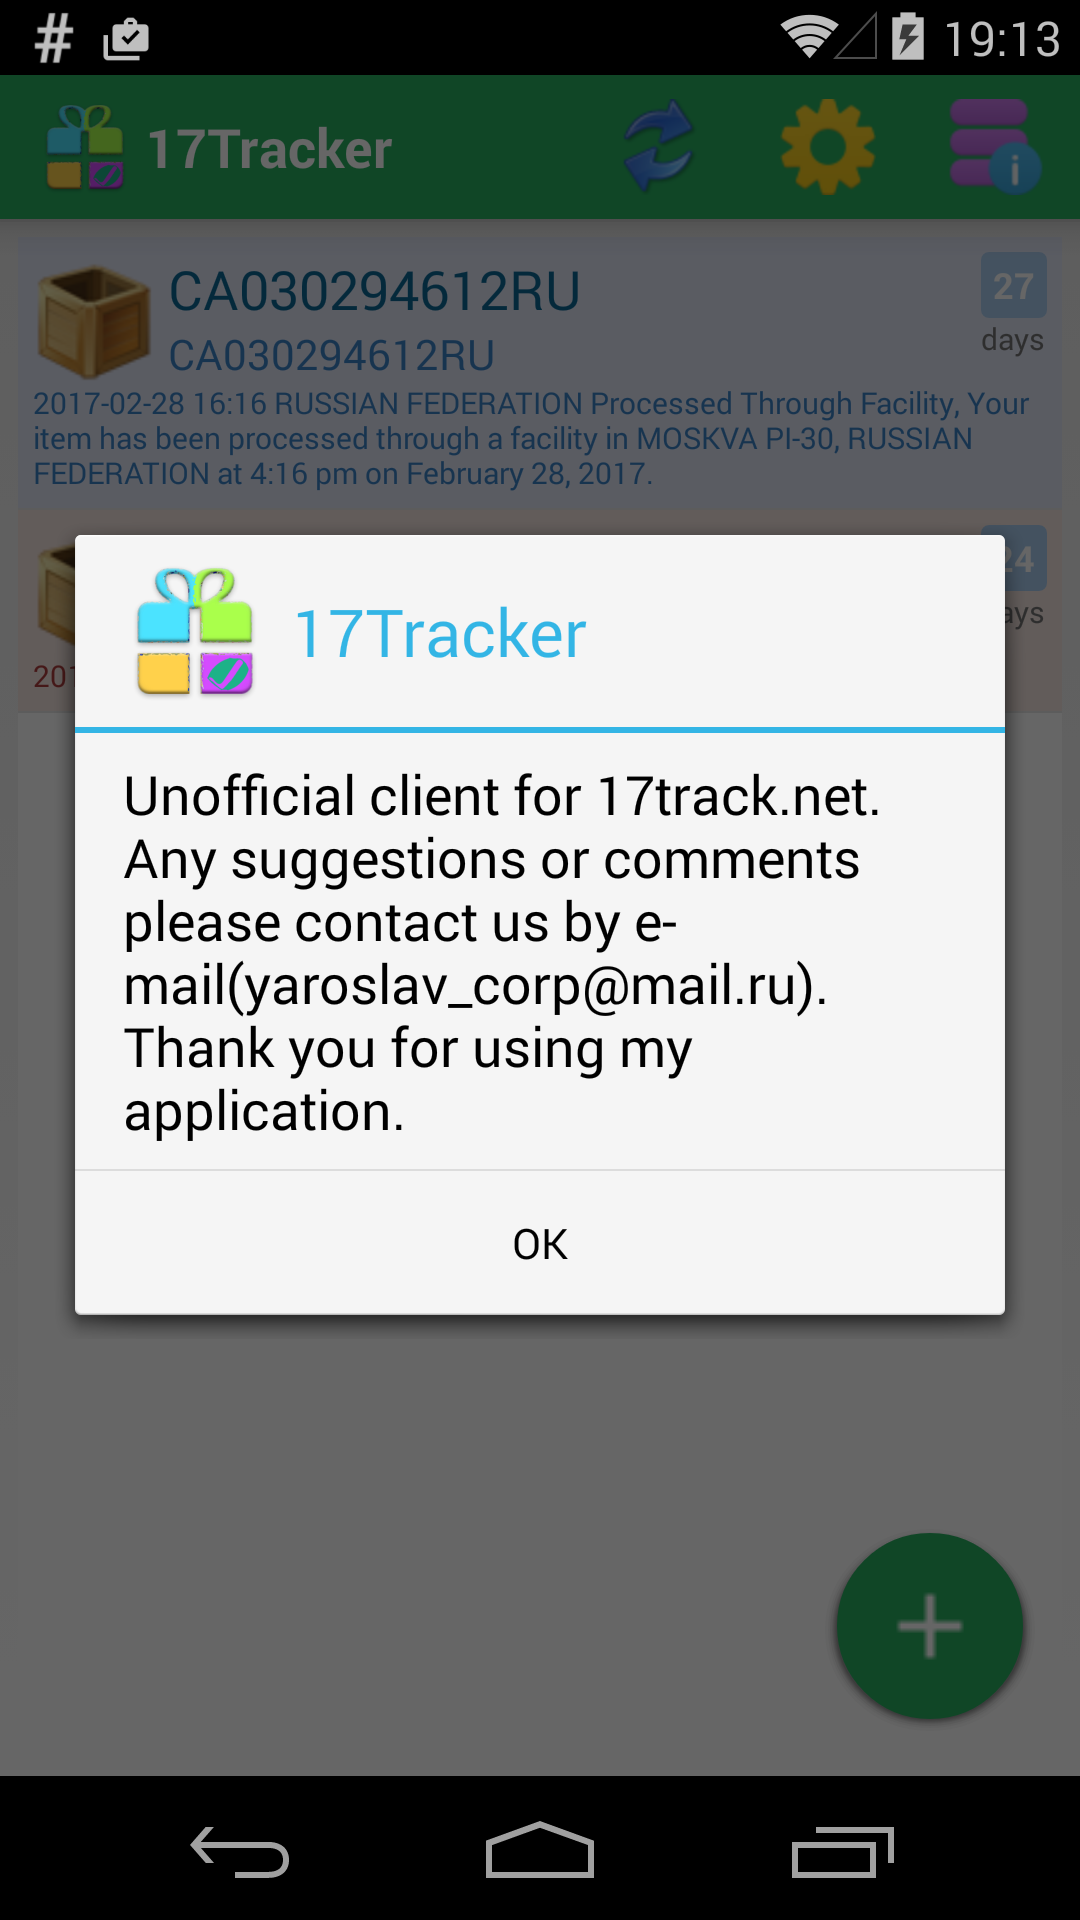 19:13
17Tracker
CA030294612RU
27
CA030294612RU
days
2017-02-28 16:16 RUSSIAN FEDERATION Processed Through Facility, Your
item has been processed through a facility in MOSKVA PI-30, RUSSIAN
FEDERATION at 4:16 pm on February 28, 2017.
17Tracker
Unofficial client for 17track.net.
Any suggestions or comments
please contact us by e-
mail(yaroslav_corp@mail.ru).
Thank you for using my
application.
OK